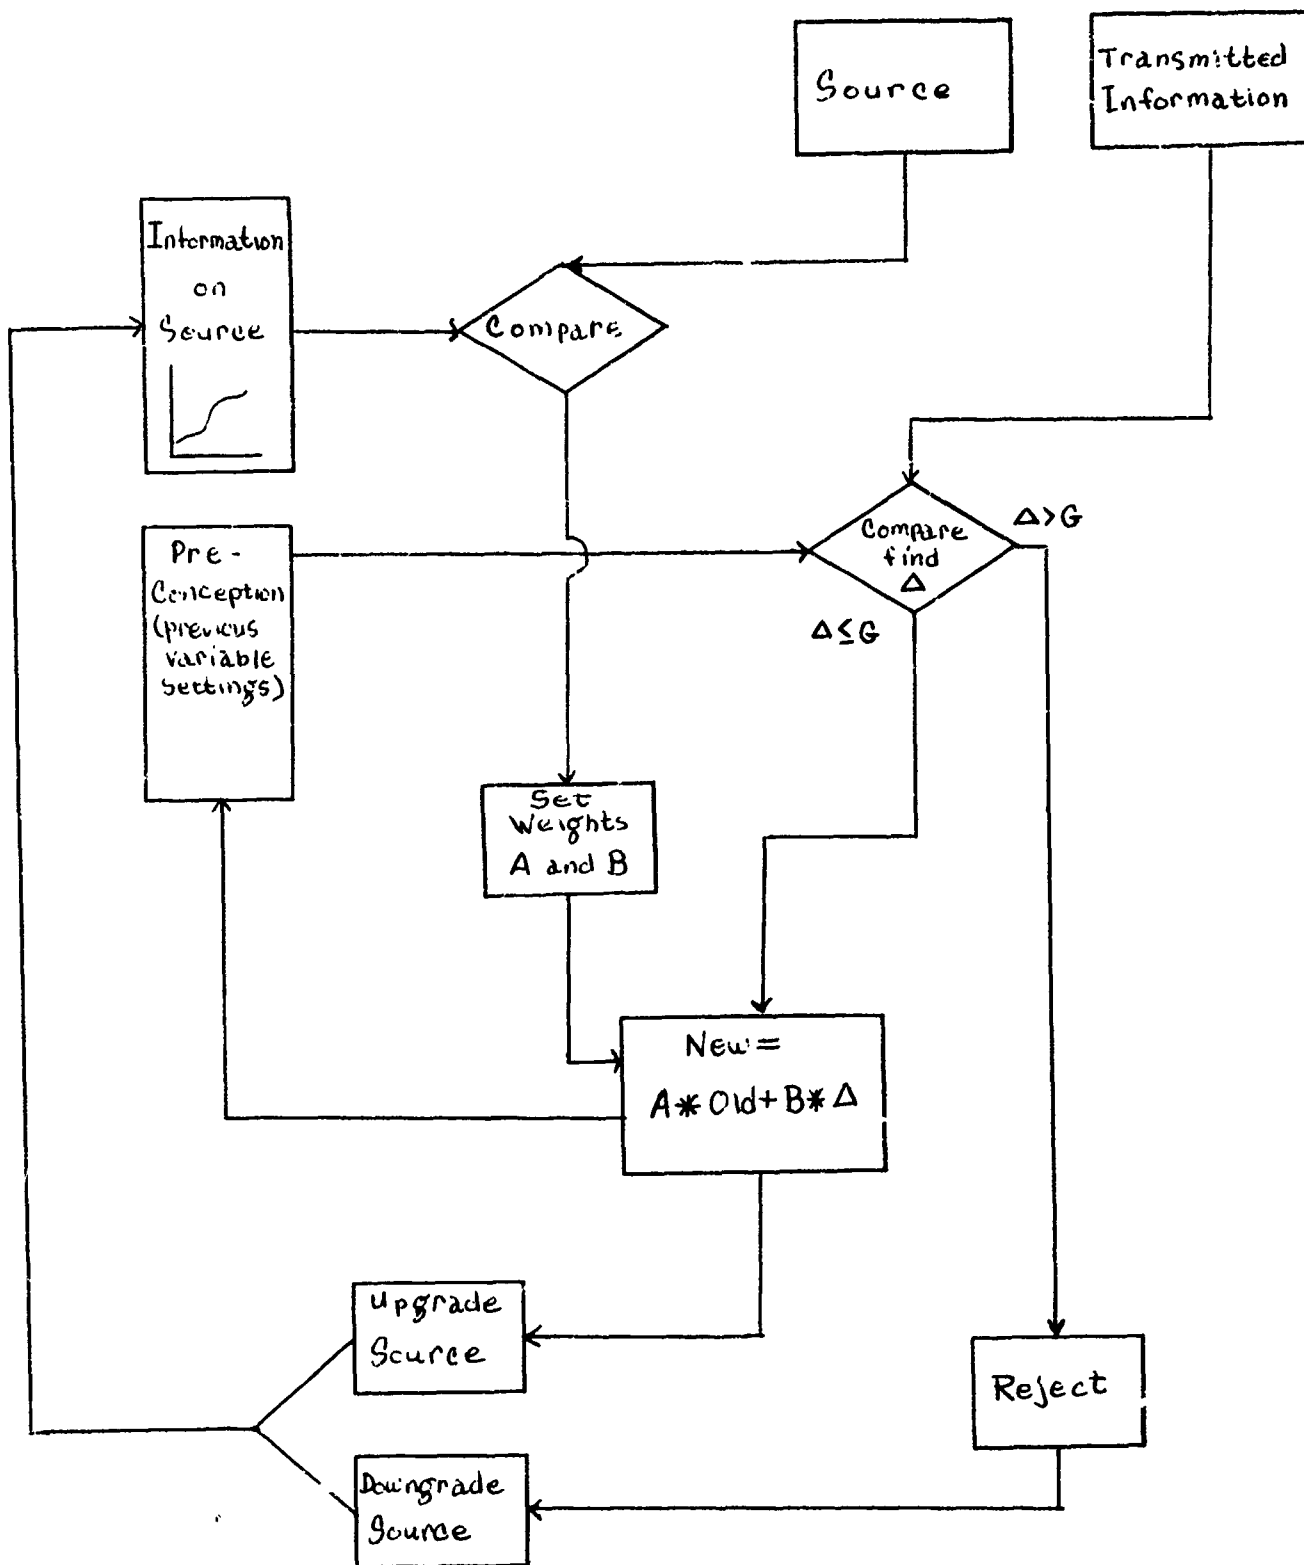 Source
Transmitted
Information
Information
on
Source
Compare
Pre-
Conception
(previous
variable
settings)
Compare
find
Δ
Δ>G
Δ≤G
Set
Weights
A and B
New=
A* Old+B* Δ
Upgrade
Source
Reject
Downgrade
Source